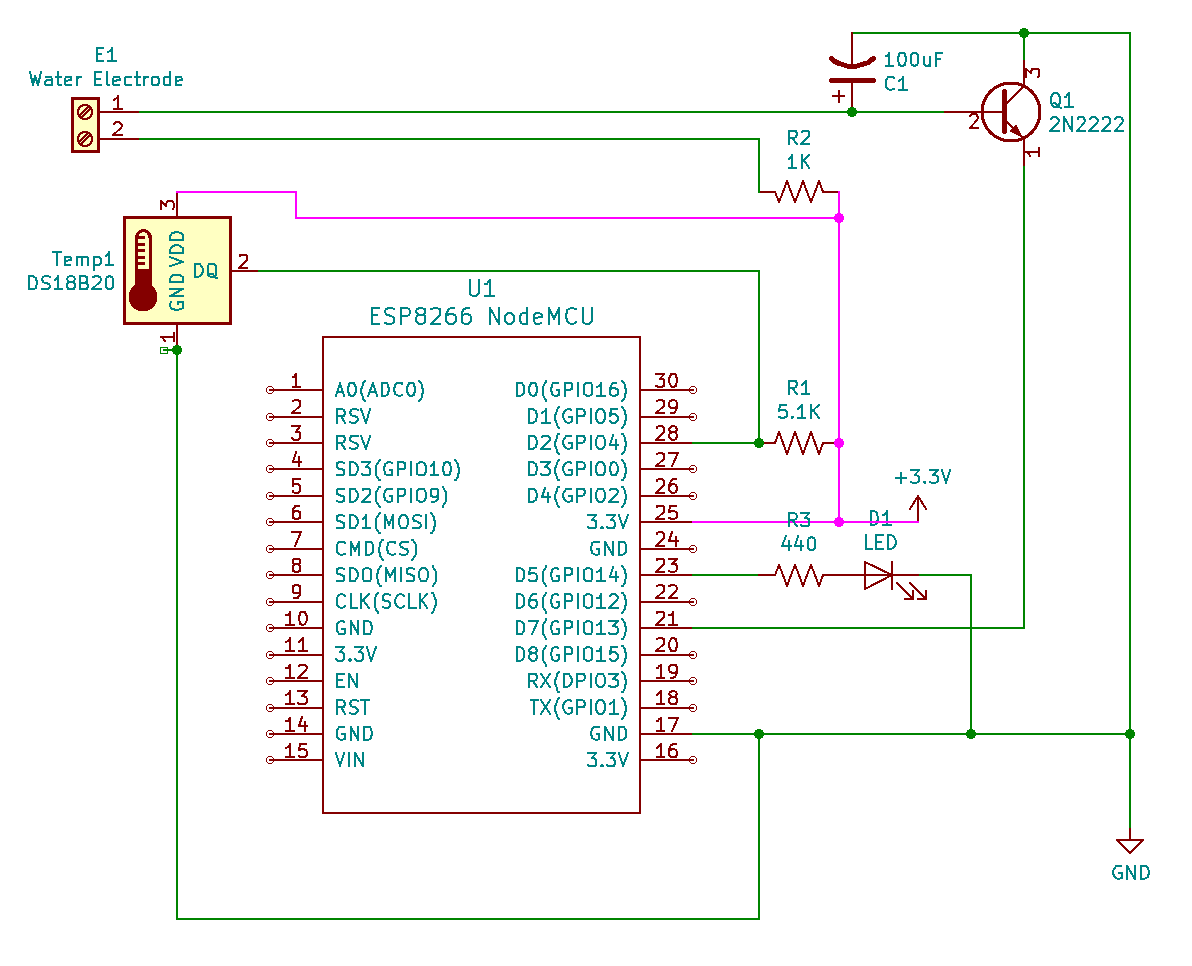 E1
Water Electrode
1
2
100uF
C1
+
3
Q1
2N2222
2
1
R2
1K
3
Temp1
DS18B20
GND VDD
DQ
2
1
U1
ESP8266 NodeMCU
1 A0(ADC0) D0(GPIO16) 30
2 RSV D1(GPIO5) 29
3 RSV D2(GPIO4) 28
4 SD3(GPIO10) D3(GPIO0) 27
5 SD2(GPIO9) D4(GPIO2) 26
6 SD1(MOSI) 3.3V 25
7 CMD(CS) GND 24
8 SD0(MISO) D5(GPIO14) 23
9 CLK(SCLK) D6(GPIO12) 22
10 GND D7(GPIO13) 21
11 3.3V D8(GPIO15) 20
12 EN RX(DPIO3) 19
13 RST TX(GPIO1) 18
14 GND GND 17
15 VIN 3.3V 16
R1
5.1K
+3.3V
R3
440
D1
LED
GND